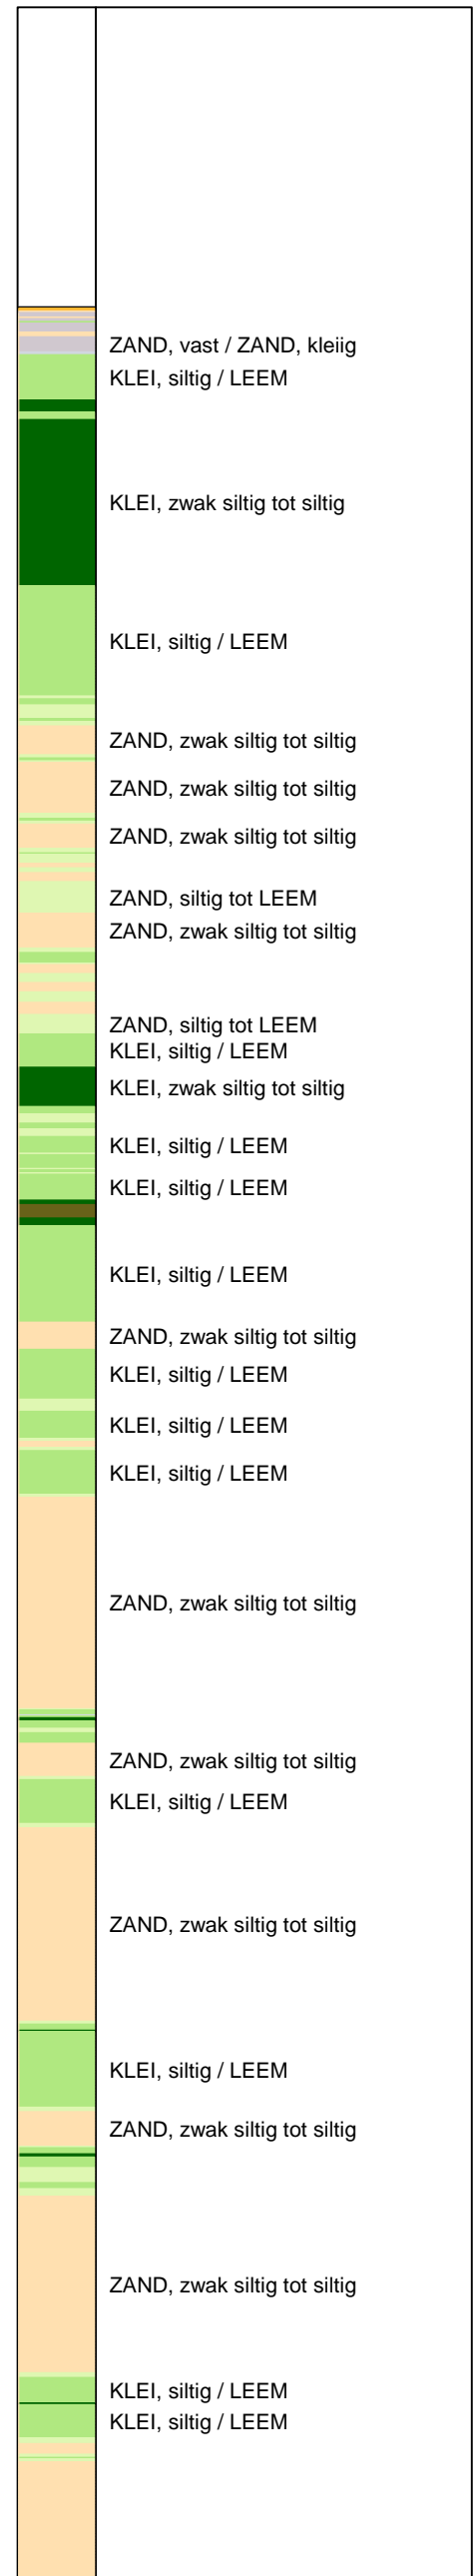 ZAND, vast / ZAND, kleiig
KLEI, siltig / LEEM
KLEI, zwak siltig tot siltig
KLEI, siltig / LEEM
ZAND, zwak siltig tot siltig
ZAND, zwak siltig tot siltig
ZAND, zwak siltig tot siltig
ZAND, siltig tot LEEM
ZAND, zwak siltig tot siltig
ZAND, siltig tot LEEM
KLEI, siltig / LEEM
KLEI, zwak siltig tot siltig
KLEI, siltig / LEEM
KLEI, siltig / LEEM
KLEI, siltig / LEEM
ZAND, zwak siltig tot siltig
KLEI, siltig / LEEM
KLEI, siltig / LEEM
KLEI, siltig / LEEM
ZAND, zwak siltig tot siltig
ZAND, zwak siltig tot siltig
KLEI, siltig / LEEM
ZAND, zwak siltig tot siltig
KLEI, siltig / LEEM
ZAND, zwak siltig tot siltig
ZAND, zwak siltig tot siltig
KLEI, siltig / LEEM
KLEI, siltig / LEEM